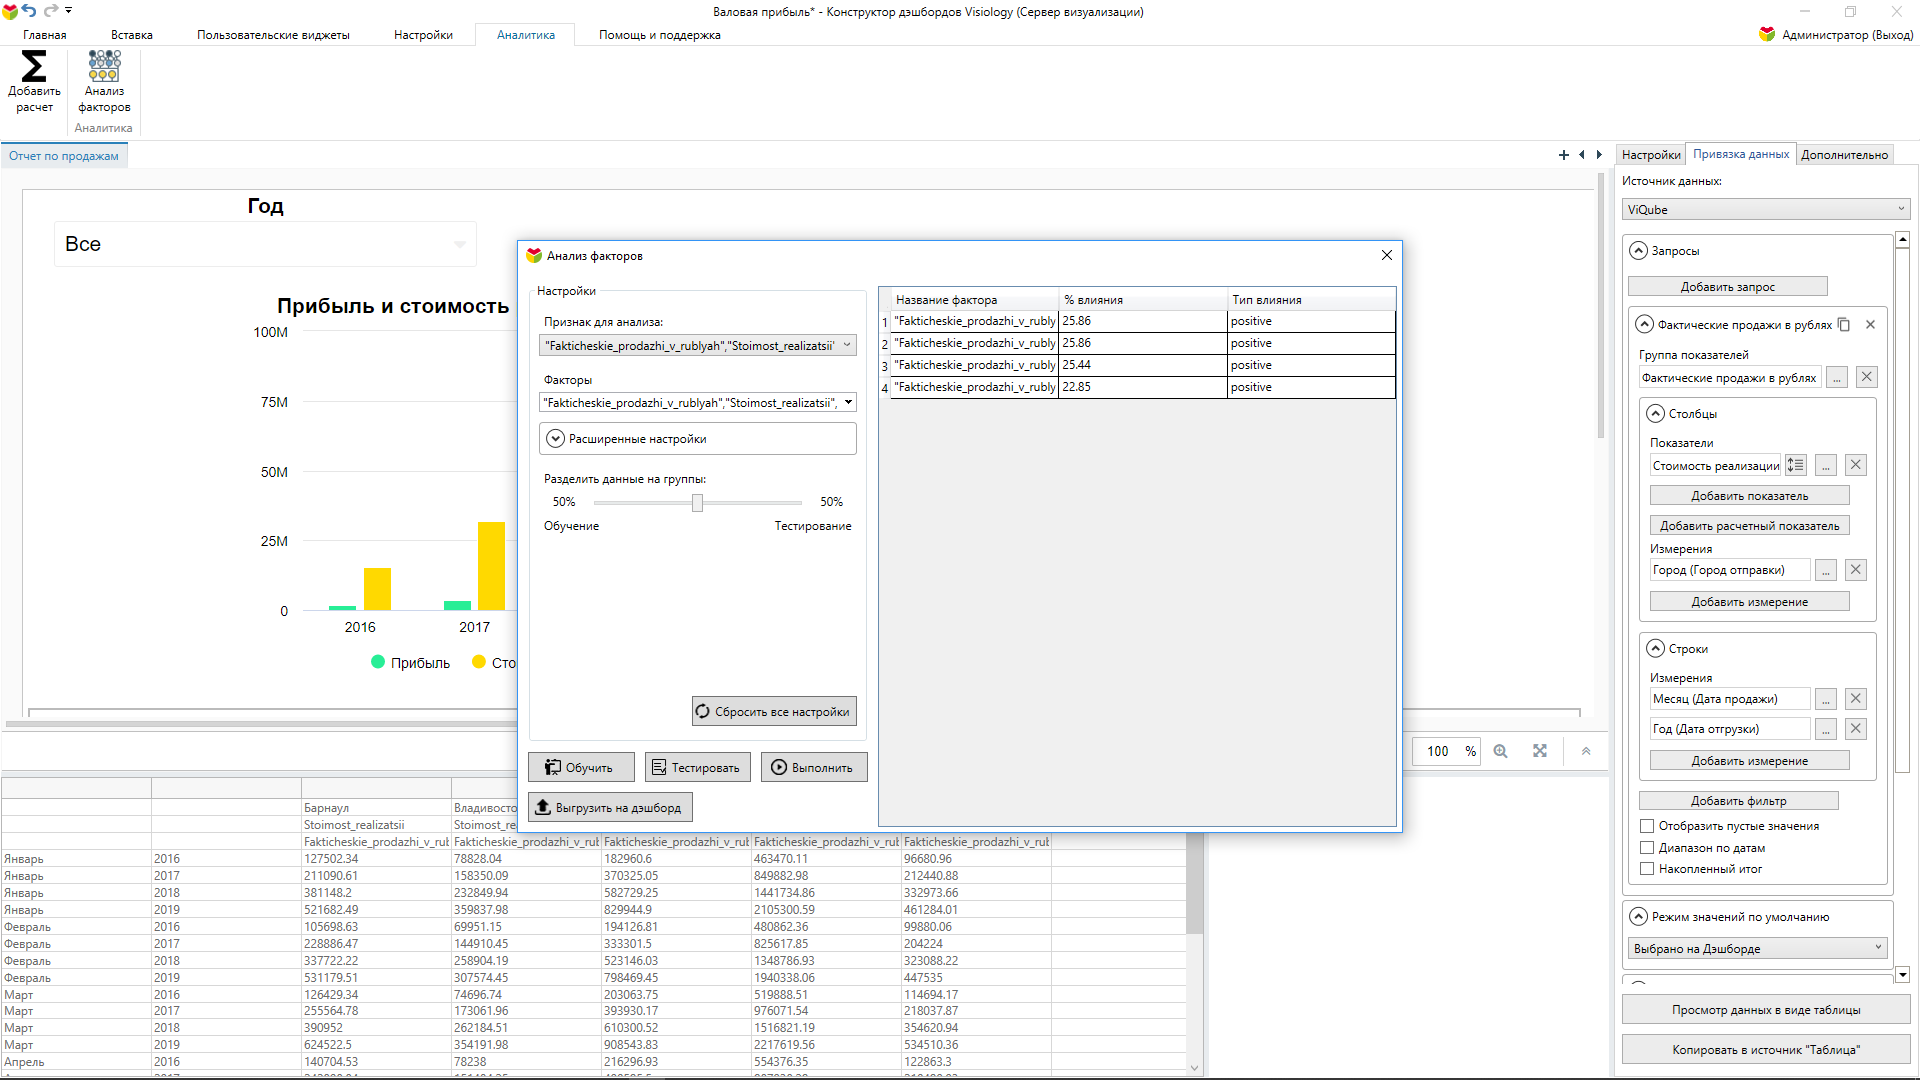 Валовая прибыль* - Конструктор дэшбордов Visiology (Сервер визуализации)
Главная Вставка Пользовательские виджеты Настройки Аналитика Помощь и поддержка Администратор (Выход)
Добавить расчет
Анализ факторов
Аналитика
Отчет по продажам
Год
Все
Прибыль и стоимость
100M
75M
50M
25M
0
2016 2017
Прибыль Сто
Анализ факторов
Настройки
Признак для анализа:
"Fakticheskie_prodazhi_v_rublyah","Stoimost_realizatsii"
Факторы
"Fakticheskie_prodazhi_v_rublyah","Stoimost_realizatsii",
Расширенные настройки
Разделить данные на группы:
50% 50%
Обучение Тестирование
Сбросить все настройки
Обучить Тестировать Выполнить
Выгрузить на дэшборд
Название фактора % влияния Тип влияния
1 "Fakticheskie_prodazhi_v_rubly 25.86 positive
2 "Fakticheskie_prodazhi_v_rubly 25.86 positive
3 "Fakticheskie_prodazhi_v_rubly 25.44 positive
4 "Fakticheskie_prodazhi_v_rubly 22.85 positive
100 %
Барнаул Владивосто
Stoimost_realizatsii Stoimost_re
Fakticheskie_prodazhi_v_rub Fakticheskie_prodazhi_v_rub Fakticheskie_prodazhi_v_rub Fakticheskie_prodazhi_v_rub Fakticheskie_prodazhi_v_rub
Январь 2016 127502.34 78828.04 182960.6 463470.11 96680.96
Январь 2017 211090.61 158350.09 370325.05 849882.98 212440.88
Январь 2018 381148.2 232849.94 582729.25 1441734.86 332973.66
Январь 2019 521682.49 359837.98 829944.9 2105300.59 461284.01
Февраль 2016 105698.63 69951.15 194126.81 480862.36 99880.06
Февраль 2017 228886.47 144910.45 333301.5 825617.85 204224
Февраль 2018 337722.22 258904.19 523146.03 1348786.93 323088.22
Февраль 2019 531179.51 307574.45 798469.45 1940338.06 447535
Март 2016 126429.34 74696.74 203063.75 519888.51 114694.17
Март 2017 255564.78 173061.96 393930.17 976071.54 218037.87
Март 2018 390952 262184.51 610300.52 1516821.19 354620.94
Март 2019 624522.5 354191.98 908543.83 2217619.56 534510.36
Апрель 2016 140704.53 78238 216296.93 554376.35 122863.3
Настройки Привязка данных Дополнительно
Источник данных:
ViQube
Запросы
Добавить запрос
Фактические продажи в рублях
Группа показателей
Фактические продажи в рублях ...
Столбцы
Показатели
Стоимость реализации ...
Добавить показатель
Добавить расчетный показатель
Измерения
Город (Город отправки) ...
Добавить измерение
Строки
Измерения
Месяц (Дата продажи) ...
Год (Дата отгрузки) ...
Добавить измерение
Добавить фильтр
Отобразить пустые значения
Диапазон по датам
Накопленный итог
Режим значений по умолчанию
Выбрано на Дэшборде
Просмотр данных в виде таблицы
Копировать в источник "Таблица"